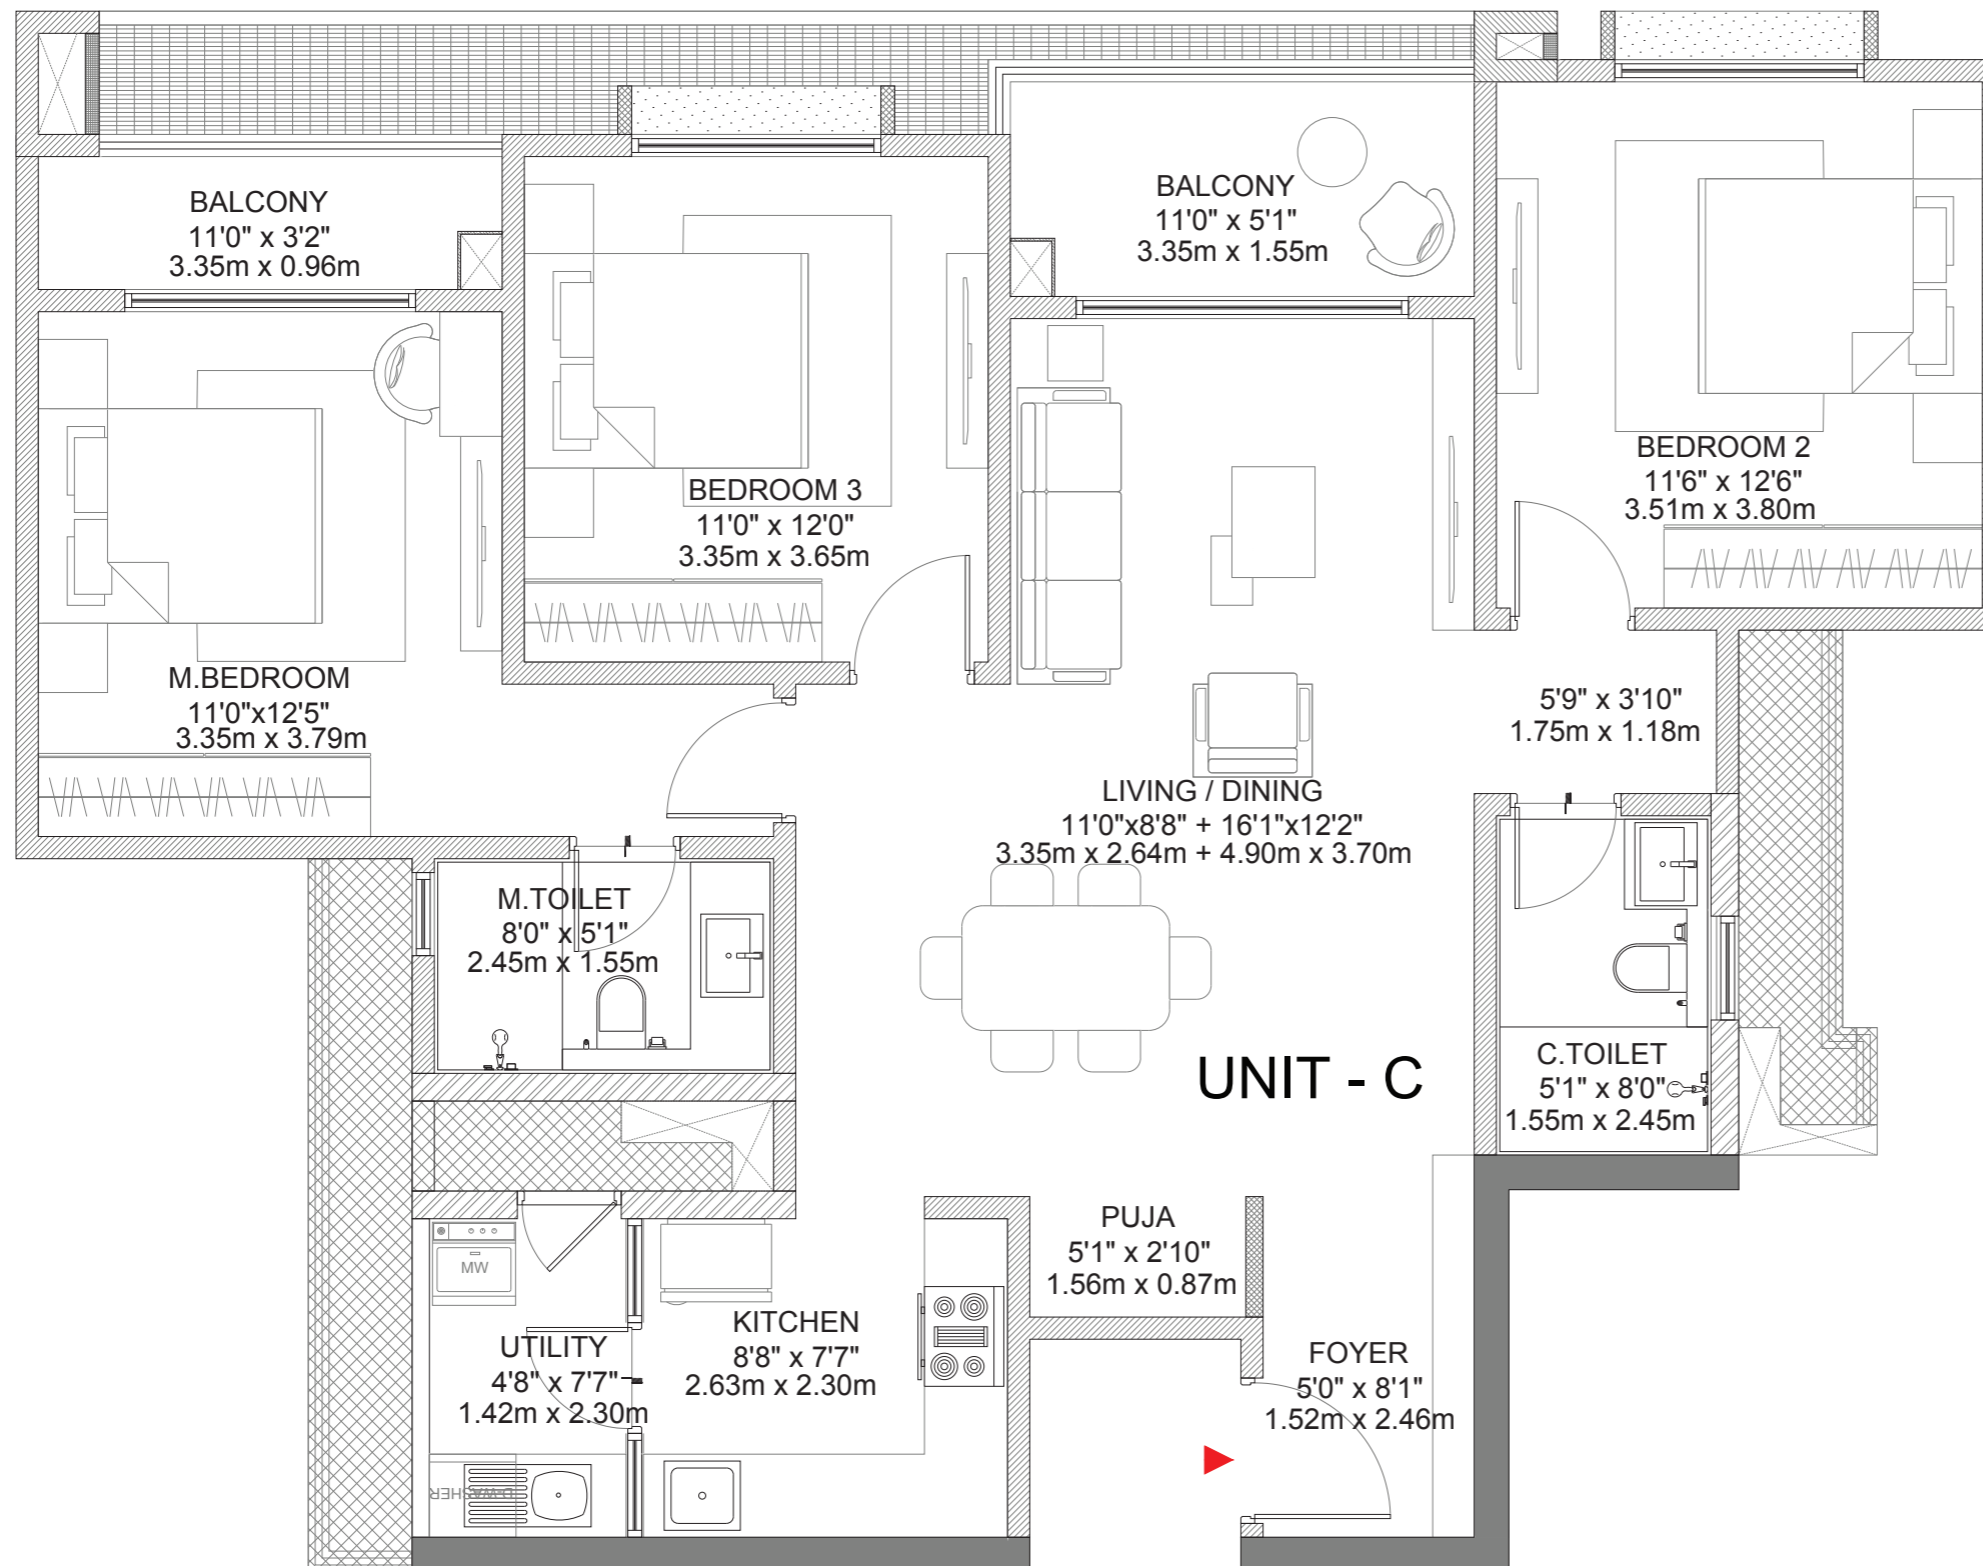 BALCONY
11'0" x 3'2"
3.35m x 0.96m
BALCONY
11'0" x 5'1"
3.35m x 1.55m
BEDROOM 3
11'0" x 12'0"
3.35m x 3.65m
BEDROOM 2
11'6" x 12'6"
3.51m x 3.80m
M.BEDROOM
11'0"x12'5"
3.35m x 3.79m
5'9" x 3'10"
1.75m x 1.18m
LIVING / DINING
11'0"x8'8" + 16'1"x12'2"
3.35m x 2.64m + 4.90m x 3.70m
M.TOILET
8'0" x 5'1"
2.45m x 1.55m
UNIT - C
C.TOILET
5'1" x 8'0"
1.55m x 2.45m
PUJA
5'1" x 2'10"
1.56m x 0.87m
MW
KITCHEN
8'8" x 7'7"
2.63m x 2.30m
UTILITY
4'8" x 7'7"
1.42m x 2.30m
FOYER
5'0" x 8'1"
1.52m x 2.46m
D-WASHER